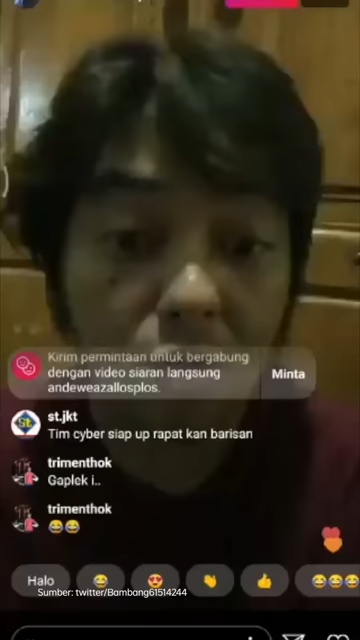 Kirim permintaan untuk bergabung
dengan video siaran langsung
andeweazallosplos.
Minta
st.jkt
Tim cyber siap up rapat kan barisan
trimenthok
Gaplek i..
trimenthok
😂😂
Halo
😂
😍
👏
👍
😂😂😂
Sumber: twitter/Bambang61514244